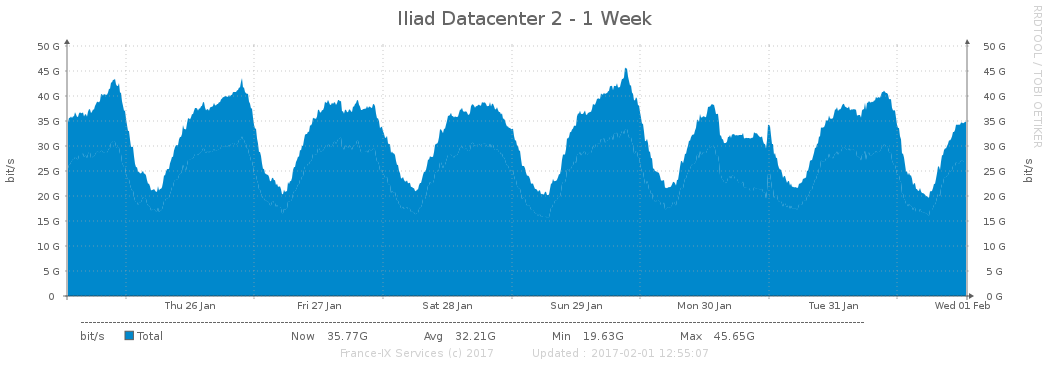 Iliad Datacenter 2 - 1 Week
RRDTOOL / TOBI OETIKER
50 G 50 G
45 G 45 G
40 G 40 G
35 G 35 G
30 G 30 G
25 G 25 G
20 G 20 G
15 G 15 G
10 G 10 G
5 G 5 G
0 0 G
bit/s bit/s
Thu 26 Jan Fri 27 Jan Sat 28 Jan Sun 29 Jan Mon 30 Jan Tue 31 Jan Wed 01 Feb
bit/s Total Now 35.77G Avg 32.21G Min 19.63G Max 45.65G
France-IX Services (c) 2017 Updated : 2017-02-01 12:55:07